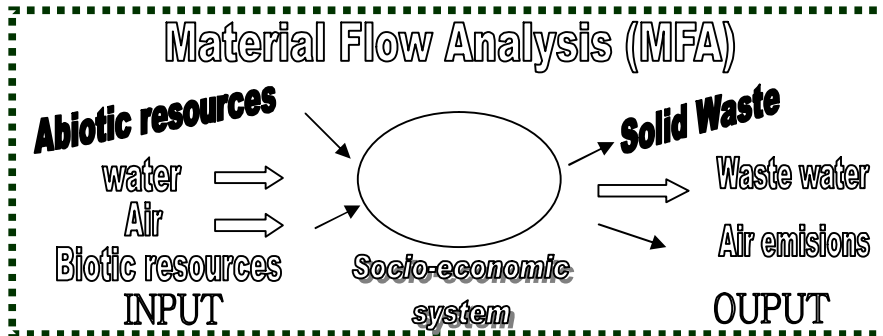 Material Flow Analysis (MFA)
Abiotic resources
water
Air
Biotic resources
INPUT
Socio-economic
system
Solid Waste
Waste water
Air emisions
OUPUT